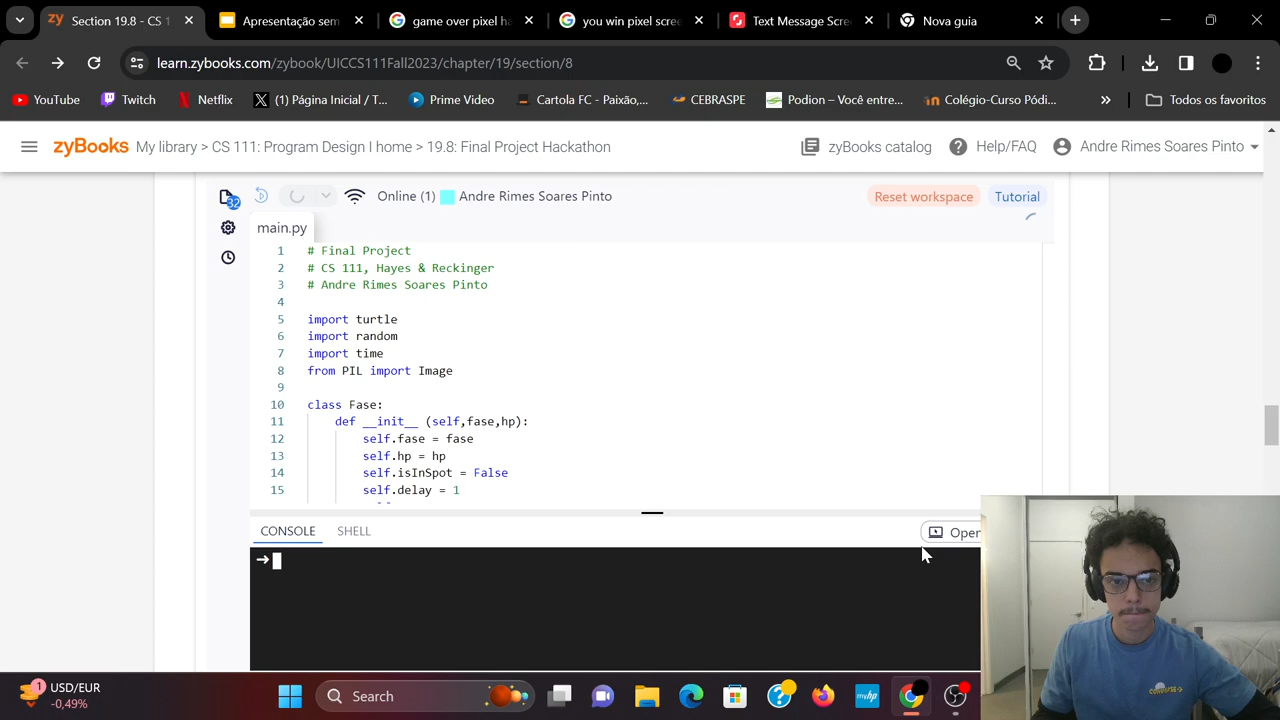 Section 19.8 - CS 1
Apresentação sem
game over pixel ha
you win pixel scree
Text Message Scre
Nova guia
learn.zybooks.com/zybook/UICCS111Fall2023/chapter/19/section/8
YouTube
Twitch
Netflix
(1) Página Inicial / T...
Prime Video
Cartola FC - Paixão,...
CEBRASPE
Podion – Você entre...
Colégio-Curso Pódi...
»
Todos os favoritos
zyBooks
My library > CS 111: Program Design I home > 19.8: Final Project Hackathon
zyBooks catalog
Help/FAQ
Andre Rimes Soares Pinto
32
Online (1)
Andre Rimes Soares Pinto
Reset workspace
Tutorial
main.py
1 # Final Project
2 # CS 111, Hayes & Reckinger
3 # Andre Rimes Soares Pinto
4
5 import turtle
6 import random
7 import time
8 from PIL import Image
9
10 class Fase:
11 def __init__ (self,fase,hp):
12 self.fase = fase
13 self.hp = hp
14 self.isInSpot = False
15 self.delay = 1
CONSOLE
SHELL
Open
➜
USD/EUR
-0,49%
1
Search